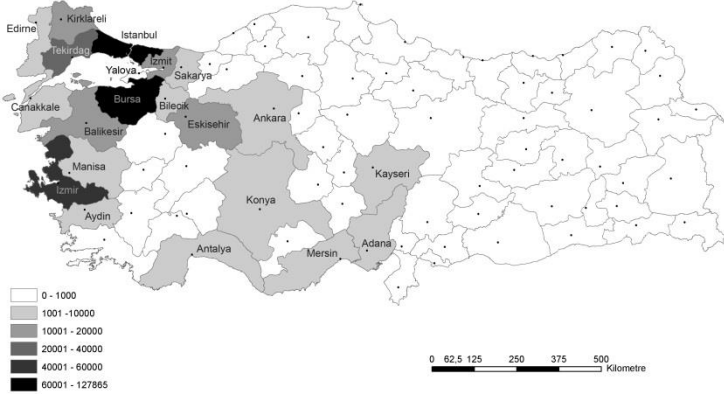 Edirne
Kirklareli
Istanbul
Tekirdag
Izmit
Yalova
Sakarya
Canakkale
Bursa
Bilecik
Balikesir
Eskisehir
Ankara
Manisa
Izmir
Aydin
Konya
Kayseri
Antalya
Mersin
Adana
0 - 1000
1001 -10000
10001 - 20000
20001 - 40000
40001 - 60000
60001 - 127865
0 62,5 125 250 375 500
Kilometre